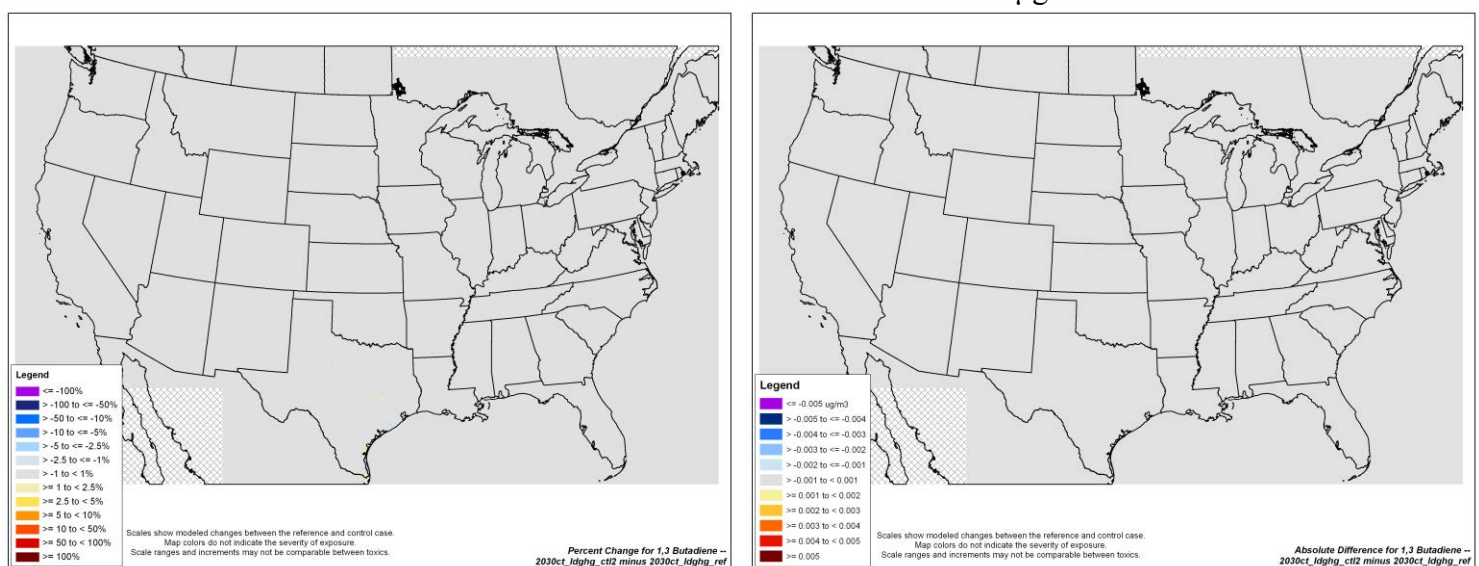 Legend
<= -100%
> -100 to <= -50%
> -50 to <= -10%
> -10 to <= -5%
> -5 to <= -2.5%
> -2.5 to <= -1%
> -1 to < 1%
>= 1 to < 2.5%
>= 2.5 to < 5%
>= 5 to < 10%
>= 10 to < 50%
>= 50 to < 100%
>= 100%
Scales show modeled changes between the reference and control case.
Map colors do not indicate the severity of exposure.
Scale ranges and increments may not be comparable between toxics.
Percent Change for 1,3 Butadiene --
2030ct_ldghg_ctl2 minus 2030ct_ldghg_ref
Legend
<= -0.005 ug/m3
> -0.005 to <= -0.004
> -0.004 to <= -0.003
> -0.003 to <= -0.002
> -0.002 to <= -0.001
> -0.001 to < 0.001
>= 0.001 to < 0.002
>= 0.002 to < 0.003
>= 0.003 to < 0.004
>= 0.004 to < 0.005
>= 0.005
Scales show modeled changes between the reference and control case.
Map colors do not indicate the severity of exposure.
Scale ranges and increments may not be comparable between toxics.
Absolute Difference for 1,3 Butadiene --
2030ct_ldghg_ctl2 minus 2030ct_ldghg_ref